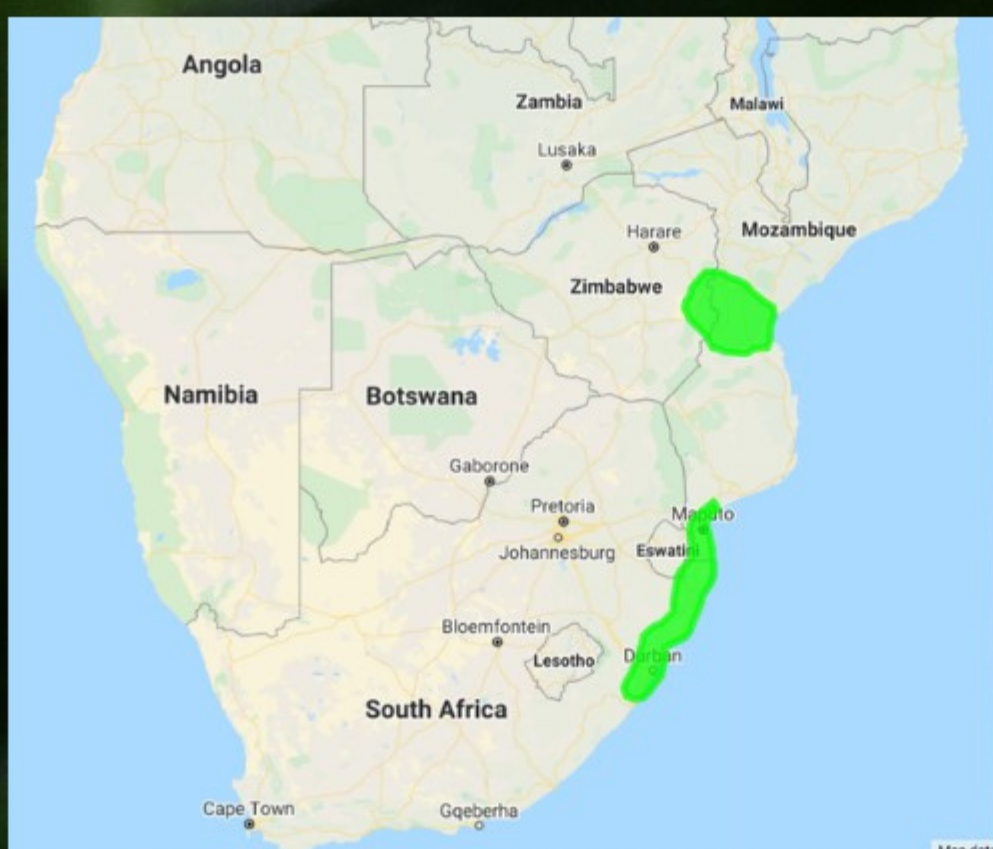 Angola
Zambia
Malawi
Lusaka
Mozambique
Harare
Zimbabwe
Namibia
Botswana
Gaborone
Pretoria
Maputo
Johannesburg
Eswatini
Bloemfontein
Lesotho
Durban
South Africa
Cape Town
Gqeberha